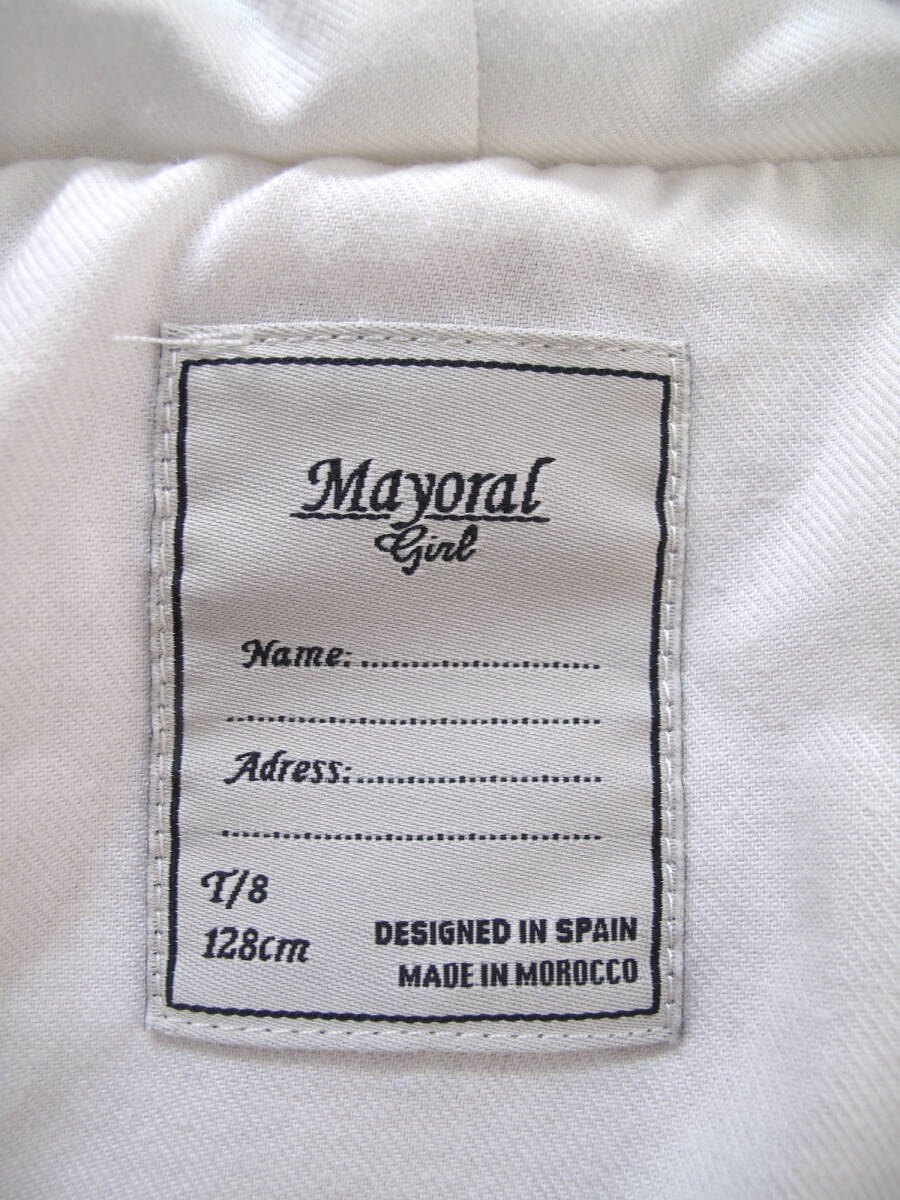 Mayoral
Girl
Name:........................
......................................
Adress:.........................
......................................
T/8
128cm
DESIGNED IN SPAIN
MADE IN MOROCCO